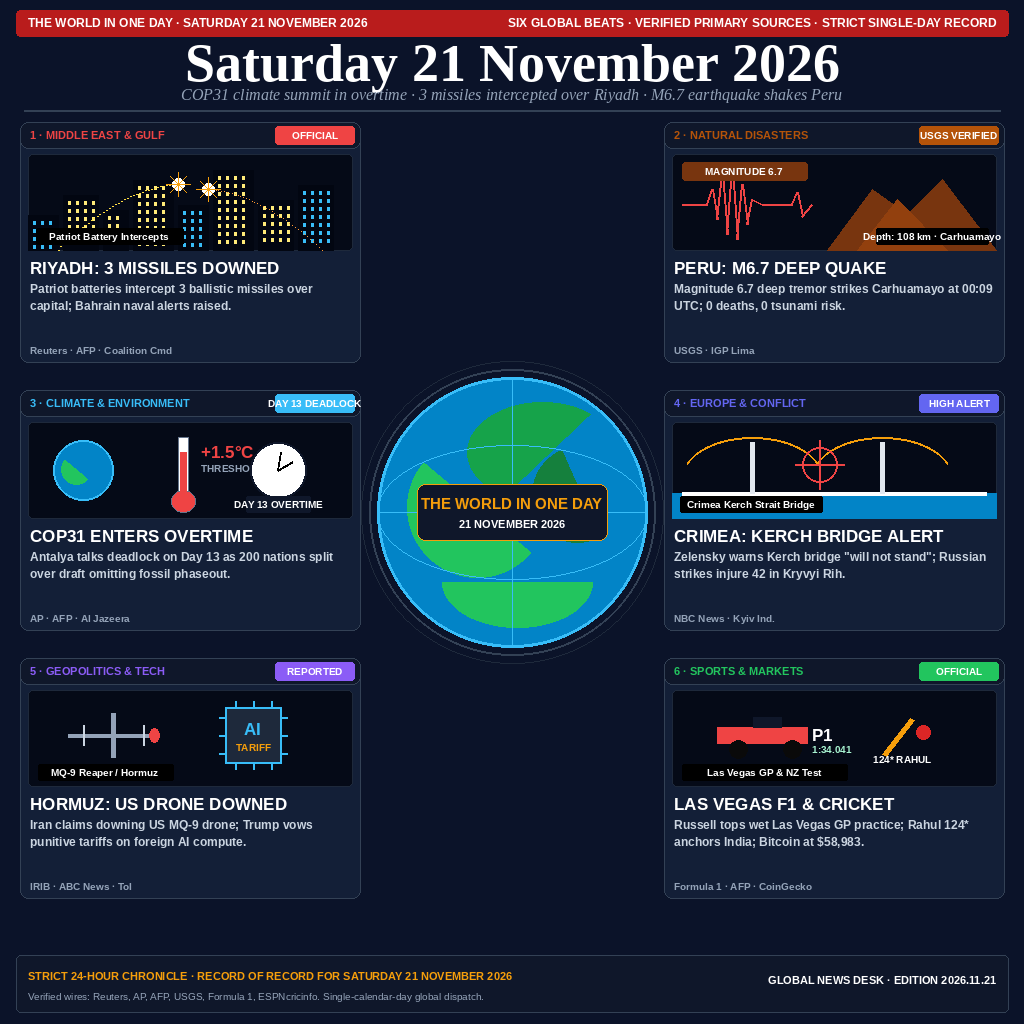 THE WORLD IN ONE DAY · SATURDAY 21 NOVEMBER 2026
SIX GLOBAL BEATS · VERIFIED PRIMARY SOURCES · STRICT SINGLE-DAY RECORD
Saturday 21 November 2026
COP31 climate summit in overtime · 3 missiles intercepted over Riyadh · M6.7 earthquake shakes Peru
1 · MIDDLE EAST & GULF
OFFICIAL
Patriot Battery Intercepts
RIYADH: 3 MISSILES DOWNED
Patriot batteries intercept 3 ballistic missiles over
capital; Bahrain naval alerts raised.
Reuters · AFP · Coalition Cmd
2 · NATURAL DISASTERS
USGS VERIFIED
MAGNITUDE 6.7
Depth: 108 km · Carhuamayo
PERU: M6.7 DEEP QUAKE
Magnitude 6.7 deep tremor strikes Carhuamayo at 00:09
UTC; 0 deaths, 0 tsunami risk.
USGS · IGP Lima
3 · CLIMATE & ENVIRONMENT
DAY 13 DEADLOCK
+1.5°C
THRESHO
DAY 13 OVERTIME
COP31 ENTERS OVERTIME
Antalya talks deadlock on Day 13 as 200 nations split
over draft omitting fossil phaseout.
AP · AFP · Al Jazeera
THE WORLD IN ONE DAY
21 NOVEMBER 2026
4 · EUROPE & CONFLICT
HIGH ALERT
Crimea Kerch Strait Bridge
CRIMEA: KERCH BRIDGE ALERT
Zelensky warns Kerch bridge "will not stand"; Russian
strikes injure 42 in Kryvyi Rih.
NBC News · Kyiv Ind.
5 · GEOPOLITICS & TECH
REPORTED
AI
TARIFF
MQ-9 Reaper / Hormuz
HORMUZ: US DRONE DOWNED
Iran claims downing US MQ-9 drone; Trump vows
punitive tariffs on foreign AI compute.
IRIB · ABC News · ToI
6 · SPORTS & MARKETS
OFFICIAL
P1
1:34.041
124* RAHUL
Las Vegas GP & NZ Test
LAS VEGAS F1 & CRICKET
Russell tops wet Las Vegas GP practice; Rahul 124*
anchors India; Bitcoin at $58,983.
Formula 1 · AFP · CoinGecko
STRICT 24-HOUR CHRONICLE · RECORD OF RECORD FOR SATURDAY 21 NOVEMBER 2026
Verified wires: Reuters, AP, AFP, USGS, Formula 1, ESPNcricinfo. Single-calendar-day global dispatch.
GLOBAL NEWS DESK · EDITION 2026.11.21